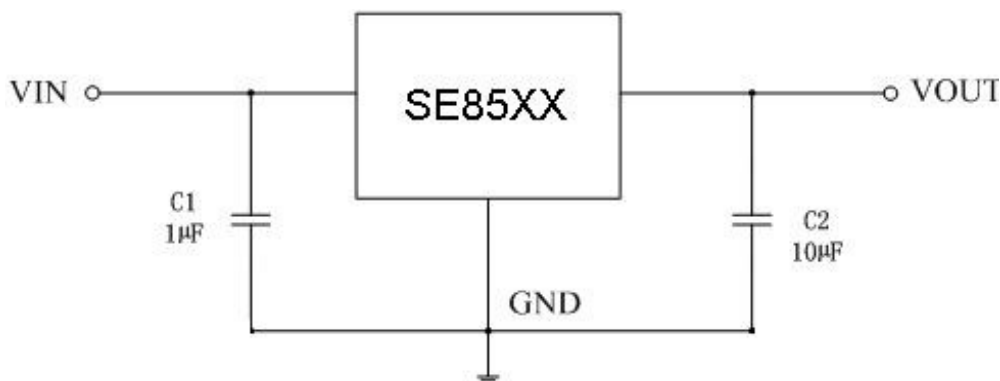 VIN
SE85XX
VOUT
C1
1μF
C2
10μF
GND